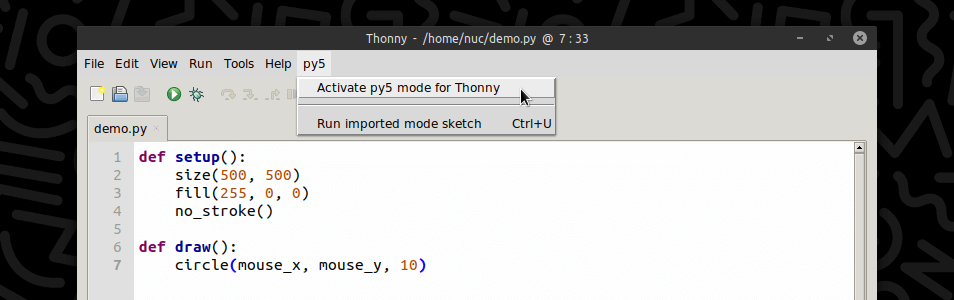 Thonny - /home/nuc/demo.py @ 7:33
File Edit View Run Tools Help py5
Activate py5 mode for Thonny
Run imported mode sketch Ctrl+U
demo.py
1 def setup():
2     size(500, 500)
3     fill(255, 0, 0)
4     no_stroke()
5
6 def draw():
7     circle(mouse_x, mouse_y, 10)